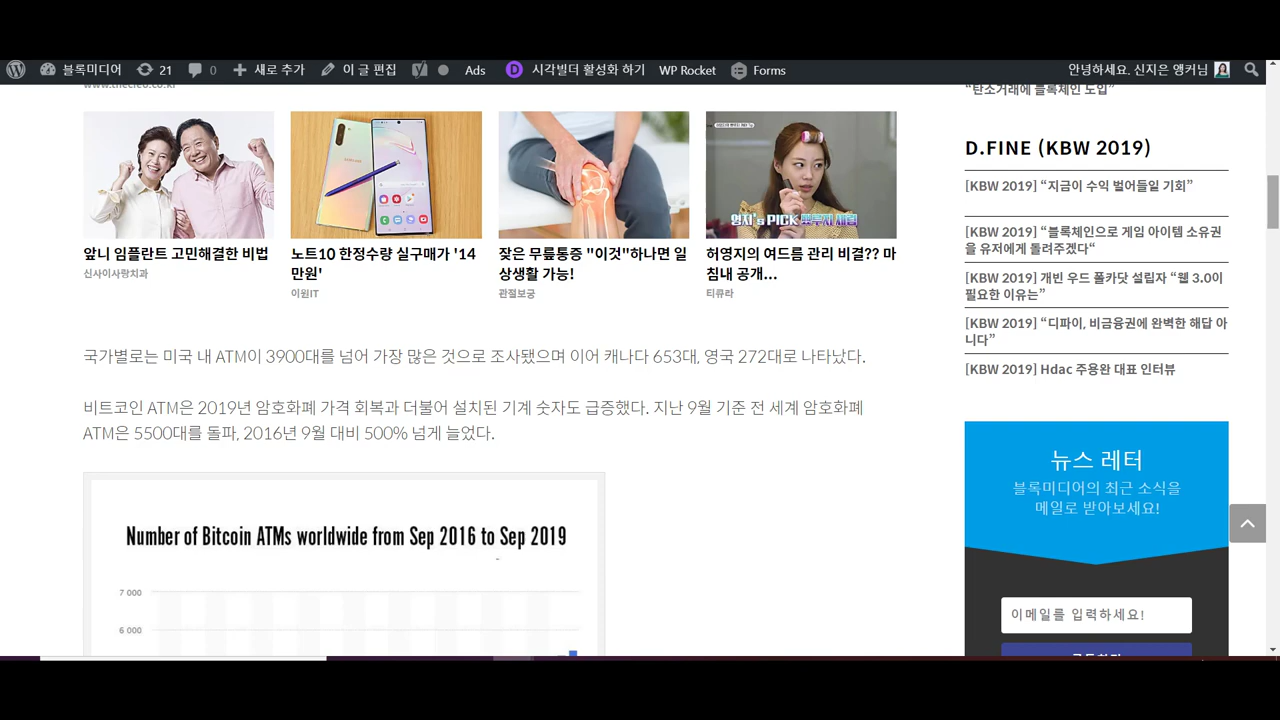 블록미디어 21 0 새로 추가 이 글 편집 Ads 시각빌더 활성화 하기 WP Rocket Forms 안녕하세요. 신지은 앵커님
www.thecleo.co.kr
앞니 임플란트 고민해결한 비법
신사이사랑치과
노트10 한정수량 실구매가 '14
만원'
이원IT
잦은 무릎통증 "이것"하나면 일
상생활 가능!
관절보궁
허영지의 여드름 관리 비결?? 마
침내 공개...
티큐라
국가별로는 미국 내 ATM이 3900대를 넘어 가장 많은 것으로 조사됐으며 이어 캐나다 653대, 영국 272대로 나타났다.
비트코인 ATM은 2019년 암호화폐 가격 회복과 더불어 설치된 기계 숫자도 급증했다. 지난 9월 기준 전 세계 암호화폐
ATM은 5500대를 돌파, 2016년 9월 대비 500% 넘게 늘었다.
Number of Bitcoin ATMs worldwide from Sep 2016 to Sep 2019
7 000
6 000
“탄소거래에 블록체인 도입”
D.FINE (KBW 2019)
[KBW 2019] “지금이 수익 벌어들일 기회”
[KBW 2019] “블록체인으로 게임 아이템 소유권
을 유저에게 돌려주겠다“
[KBW 2019] 개빈 우드 폴카닷 설립자 “웹 3.0이
필요한 이유는”
[KBW 2019] “디파이, 비금융권에 완벽한 해답 아
니다”
[KBW 2019] Hdac 주용완 대표 인터뷰
뉴스 레터
블록미디어의 최근 소식을
메일로 받아보세요!
이메일를 입력하세요!